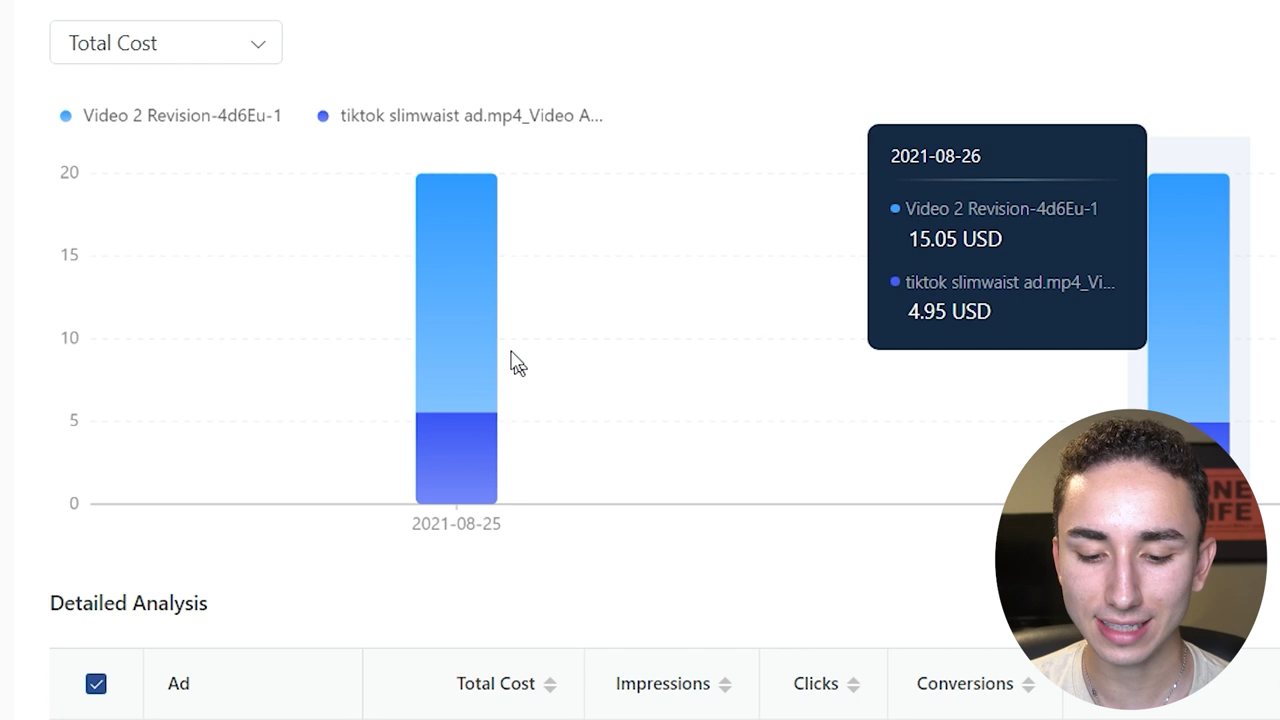 Total Cost
Video 2 Revision-4d6Eu-1
tiktok slimwaist ad.mp4_Video A...
20
15
10
5
0
2021-08-25
2021-08-26
Video 2 Revision-4d6Eu-1
15.05 USD
tiktok slimwaist ad.mp4_Vi...
4.95 USD
Detailed Analysis
Ad Total Cost Impressions Clicks Conversions